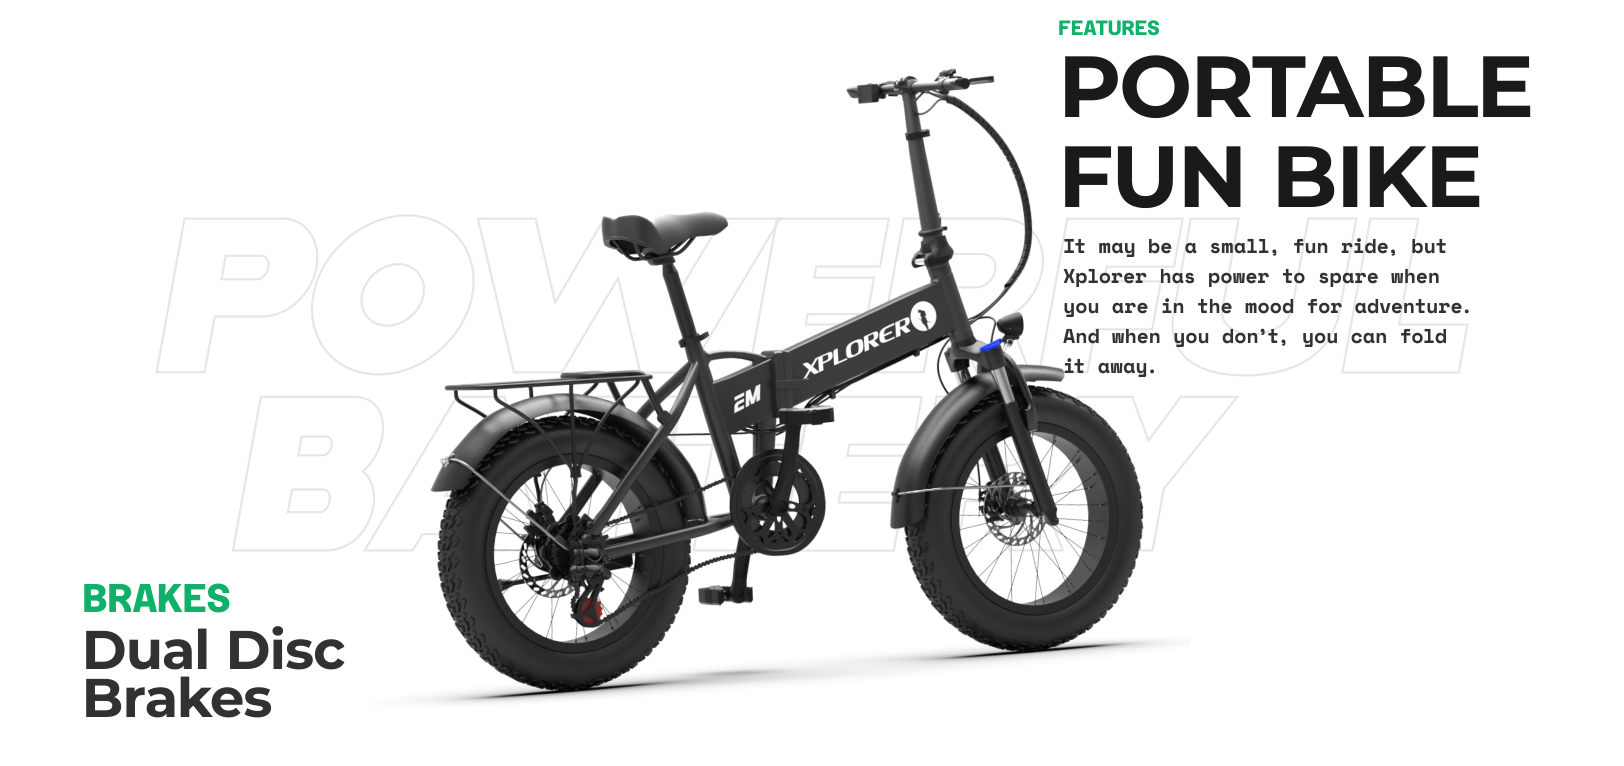 FEATURES
PORTABLE
FUN BIKE
It may be a small, fun ride, but
Xplorer has power to spare when
you are in the mood for adventure.
And when you don’t, you can fold
it away.
POWERFUL
BATTERY
XPLORER
EM
BRAKES
Dual Disc
Brakes